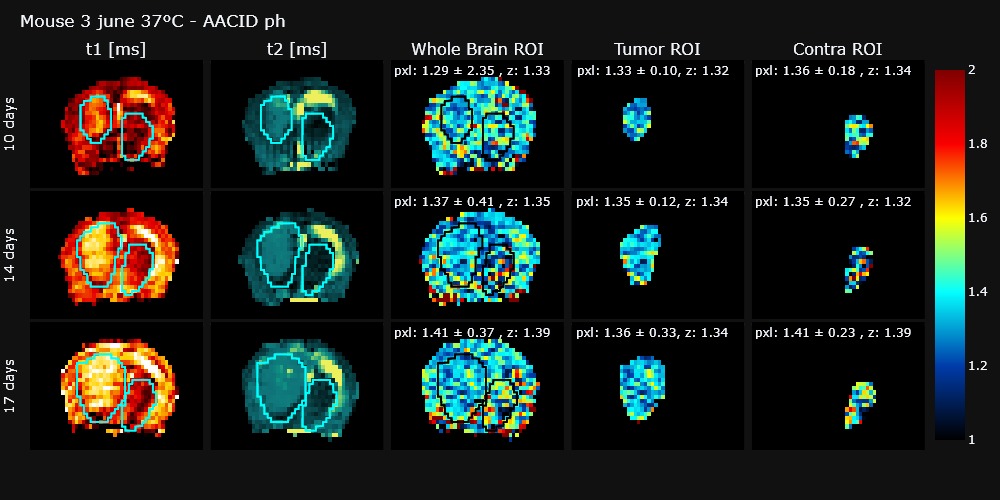 Mouse 3 june 37ºC - AACID ph
t1 [ms] t2 [ms] Whole Brain ROI Tumor ROI Contra ROI
10 days
pxl: 1.29 ± 2.35 , z: 1.33
pxl: 1.33 ± 0.10, z: 1.32
pxl: 1.36 ± 0.18 , z: 1.34
14 days
pxl: 1.37 ± 0.41 , z: 1.35
pxl: 1.35 ± 0.12, z: 1.34
pxl: 1.35 ± 0.27 , z: 1.32
17 days
pxl: 1.41 ± 0.37 , z: 1.39
pxl: 1.36 ± 0.33, z: 1.34
pxl: 1.41 ± 0.23 , z: 1.39
2
1.8
1.6
1.4
1.2
1